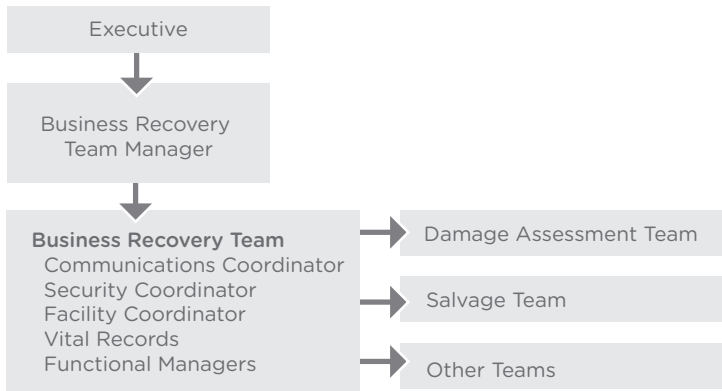 Executive
Business Recovery
Team Manager
Business Recovery Team
Communications Coordinator
Security Coordinator
Facility Coordinator
Vital Records
Functional Managers
Damage Assessment Team
Salvage Team
Other Teams